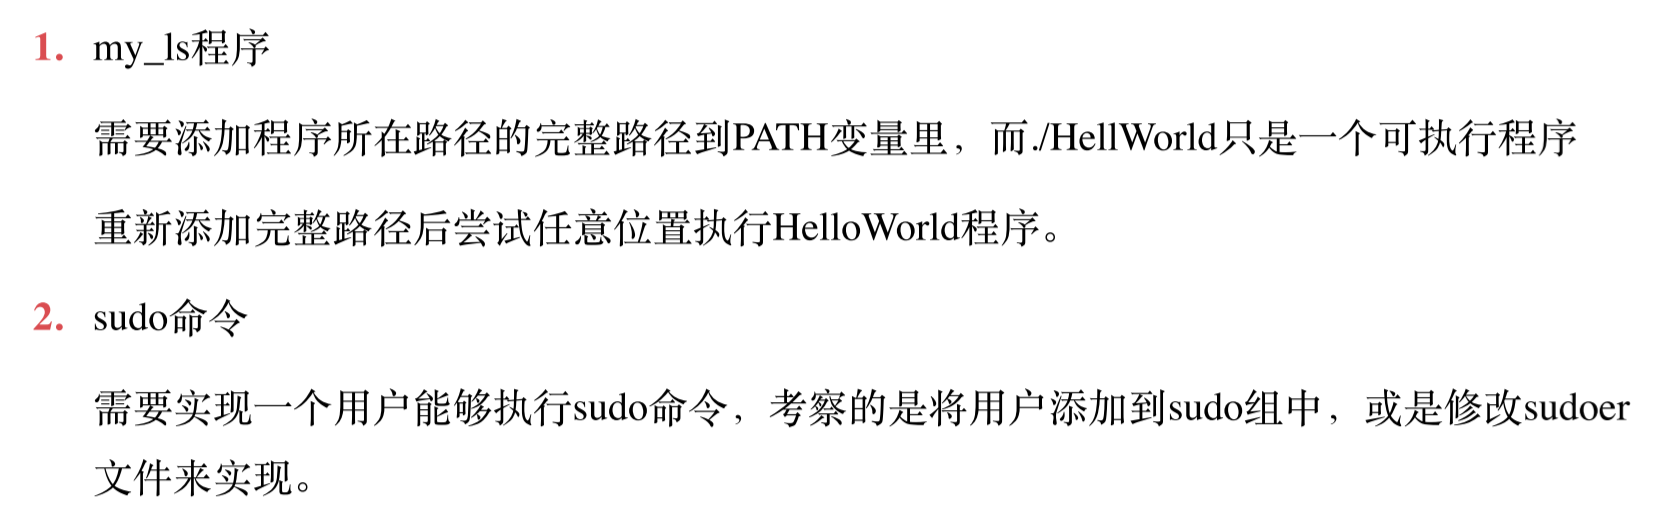 1. my_ls程序
需要添加程序所在路径的完整路径到PATH变量里，而./HellWorld只是一个可执行程序
重新添加完整路径后尝试任意位置执行HelloWorld程序。
2. sudo命令
需要实现一个用户能够执行sudo命令，考察的是将用户添加到sudo组中，或是修改sudoer
文件来实现。